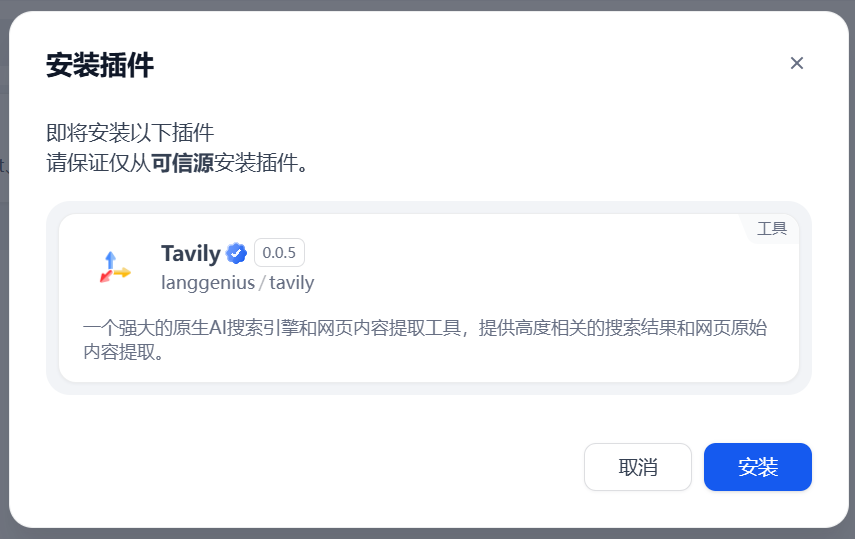 安装插件
即将安装以下插件
请保证仅从可信源安装插件。
工具
Tavily 0.0.5
langgenius / tavily
一个强大的原生AI搜索引擎和网页内容提取工具，提供高度相关的搜索结果和网页原始
内容提取。
取消
安装